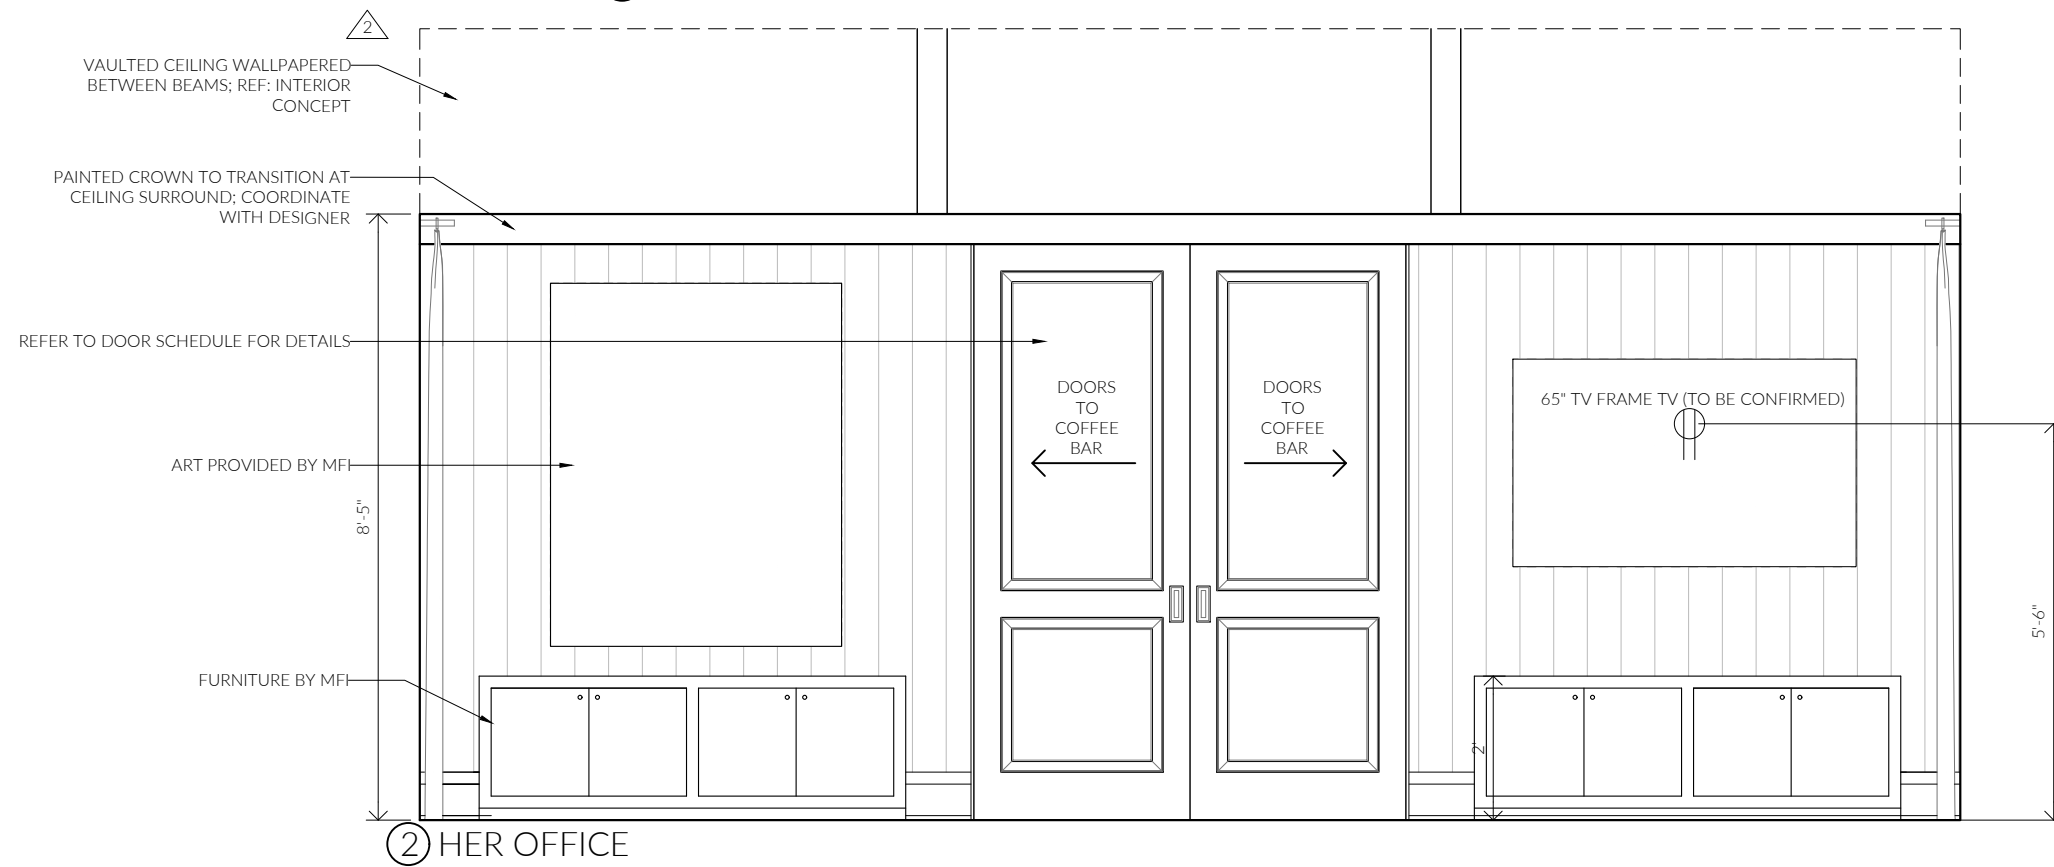 2
VAULTED CEILING WALLPAPERED
BETWEEN BEAMS; REF: INTERIOR
CONCEPT
PAINTED CROWN TO TRANSITION AT
CEILING SURROUND; COORDINATE
WITH DESIGNER
REFER TO DOOR SCHEDULE FOR DETAILS
DOORS
TO
COFFEE
BAR
DOORS
TO
COFFEE
BAR
65" TV FRAME TV (TO BE CONFIRMED)
ART PROVIDED BY MFI
8'-5"
5'-6"
FURNITURE BY MFI
2'
2 HER OFFICE